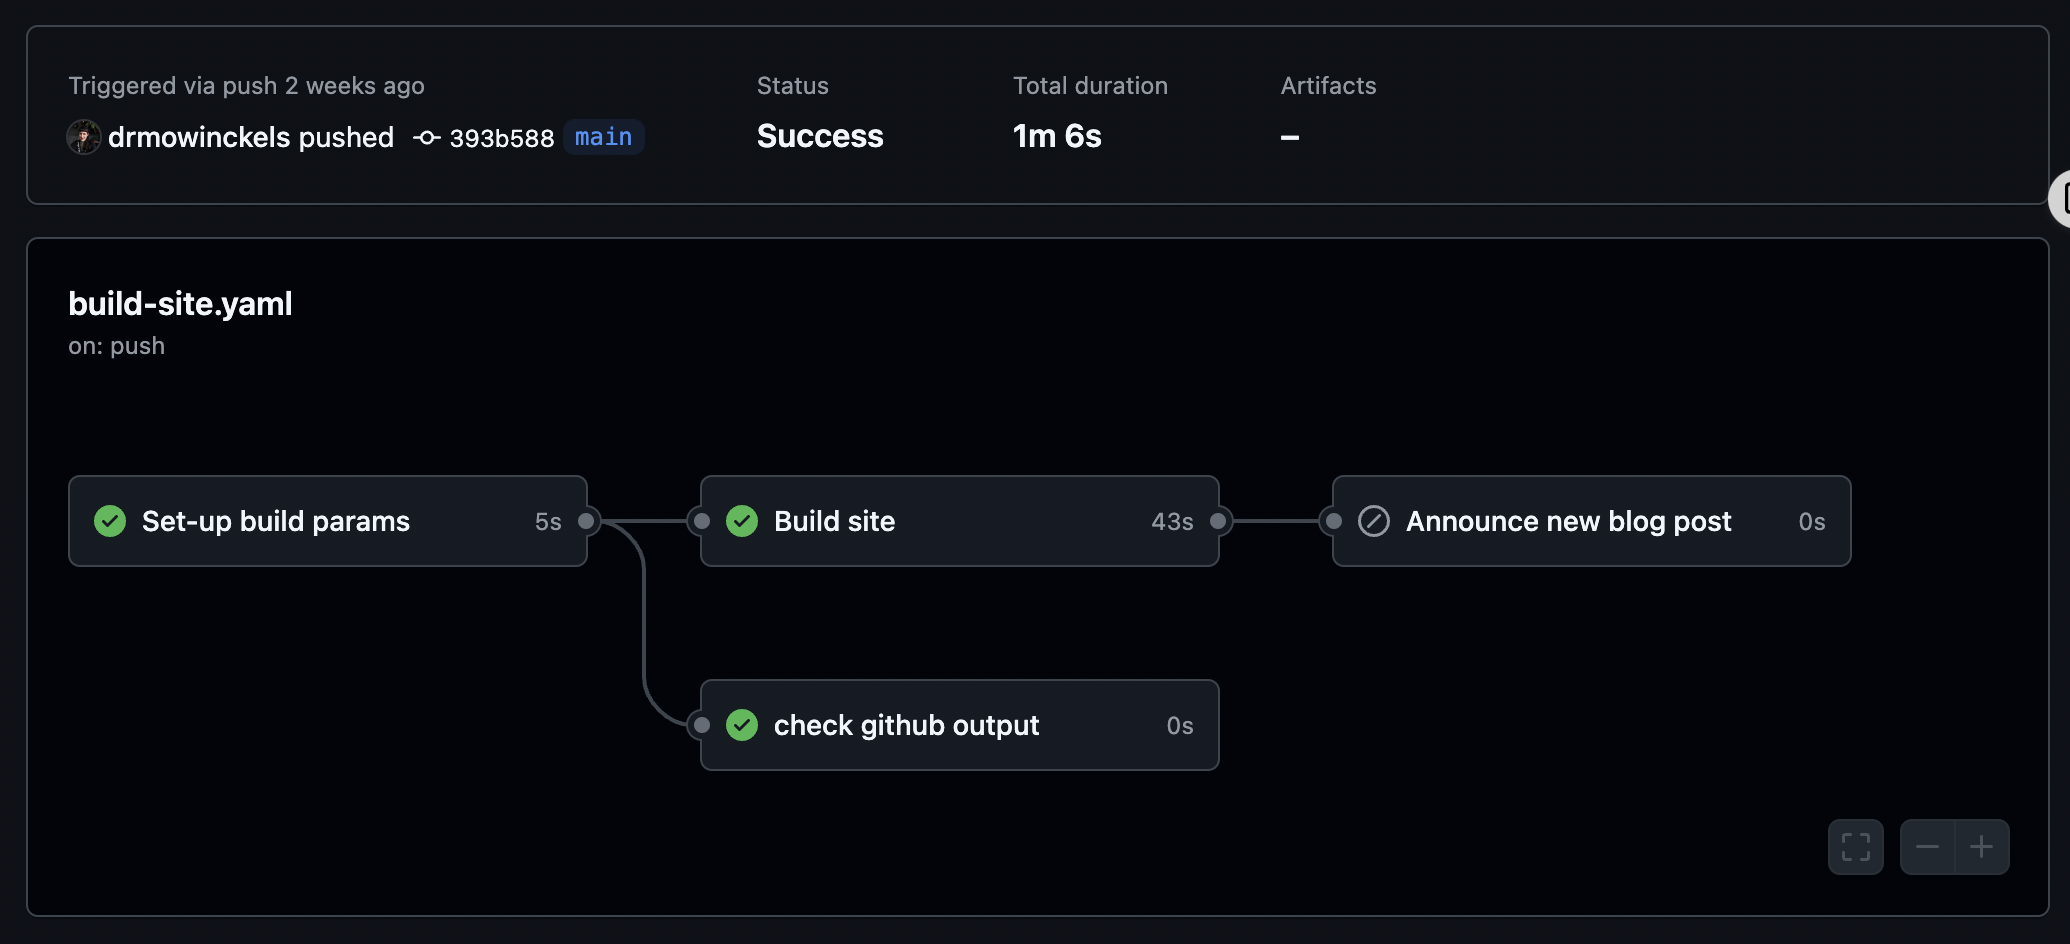 Triggered via push 2 weeks ago
drmowinckels pushed 393b588 main
Status
Success
Total duration
1m 6s
Artifacts
–
build-site.yaml
on: push
Set-up build params 5s
Build site 43s
Announce new blog post 0s
check github output 0s